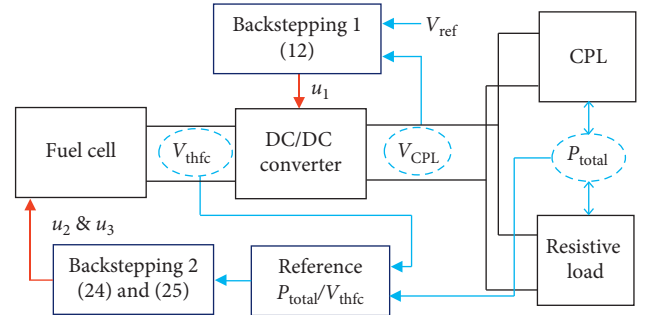 Backstepping 1
(12)
V_ref
CPL
u_1
Fuel cell
V_thfc
DC/DC
converter
V_CPL
P_total
u_2 & u_3
Backstepping 2
(24) and (25)
Reference
P_total/V_thfc
Resistive
load